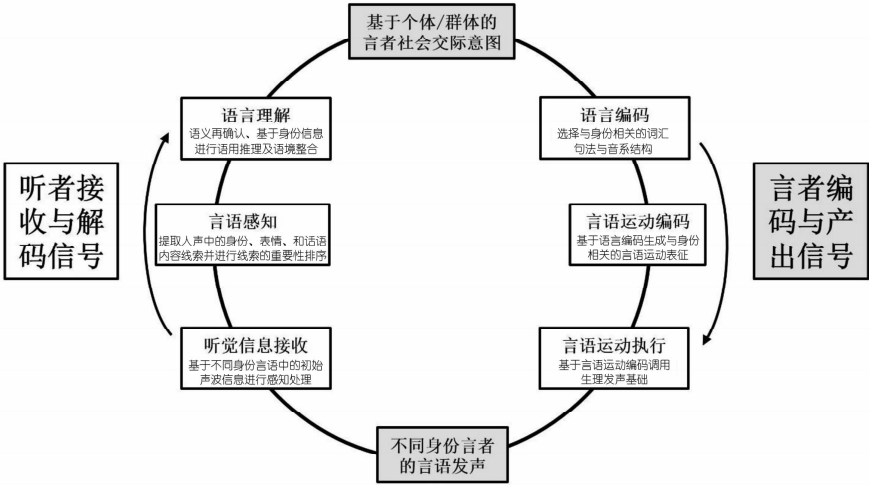 基于个体/群体的
言者社会交际意图
语言理解
语义再确认、基于身份信息
进行语用推理及语境整合
语言编码
选择与身份相关的词汇
句法与音系结构
听者接
收与解
码信号
言语感知
提取人声中的身份、表情、和话语
内容线索并进行线索的重要性排序
言语运动编码
基于语言编码生成与身份
相关的言语运动表征
言者编
码与产
出信号
听觉信息接收
基于不同身份言语中的初始
声波信息进行感知处理
言语运动执行
基于言语运动编码调用
生理发声基础
不同身份言者
的言语发声